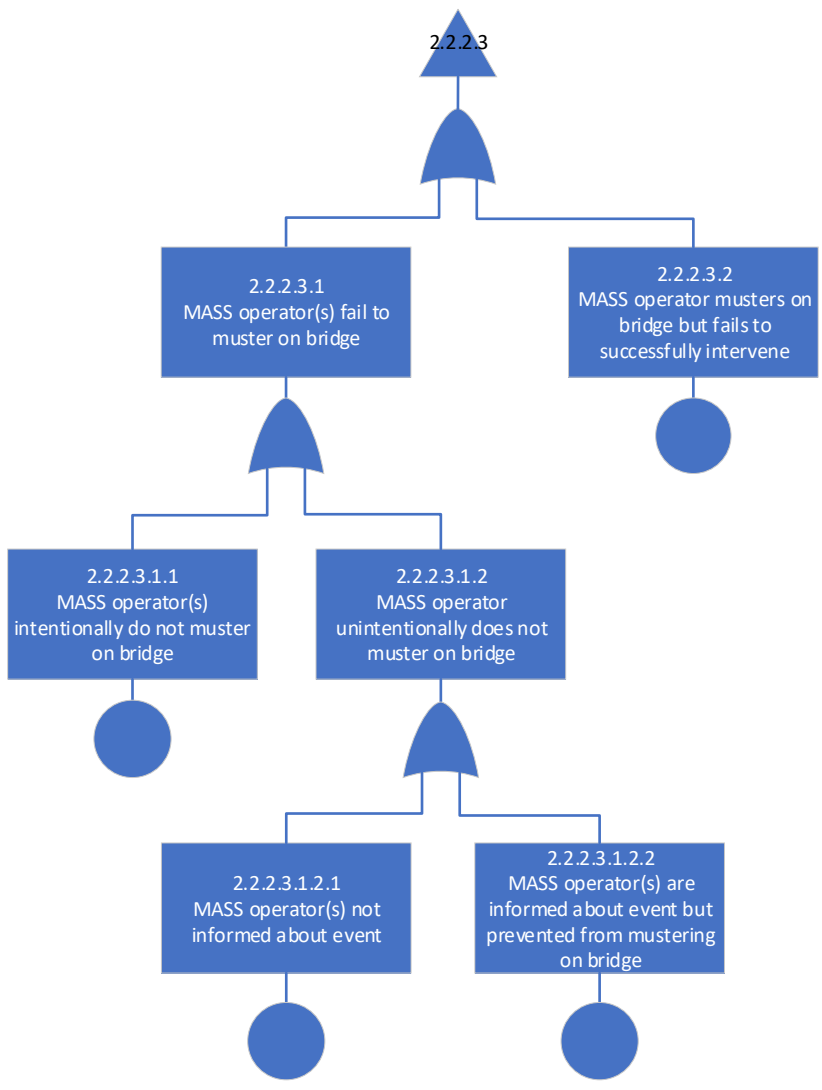 2.2.2.3
2.2.2.3.1
MASS operator(s) fail to
muster on bridge
2.2.2.3.2
MASS operator musters on
bridge but fails to
successfully intervene
2.2.2.3.1.1
MASS operator(s)
intentionally do not muster
on bridge
2.2.2.3.1.2
MASS operator
unintentionally does not
muster on bridge
2.2.2.3.1.2.1
MASS operator(s) not
informed about event
2.2.2.3.1.2.2
MASS operator(s) are
informed about event but
prevented from mustering
on bridge